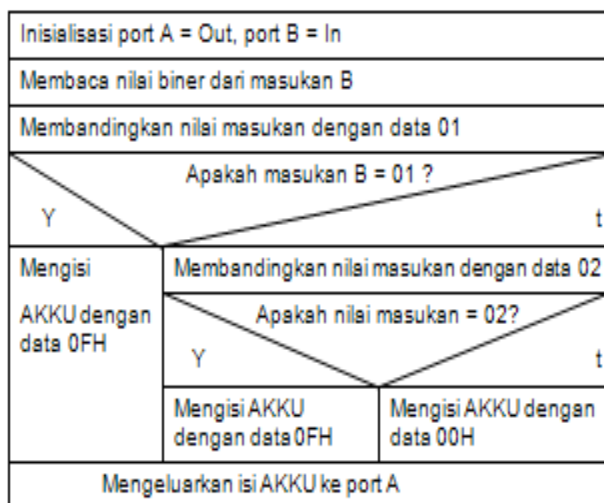 Inisialisasi port A = Out, port B = In
Membaca nilai biner dari masukan B
Membandingkan nilai masukan dengan data 01
Apakah masukan B = 01 ?
Y
t
Mengisi
AKKU dengan
data 0FH
Membandingkan nilai masukan dengan data 02
Apakah nilai masukan = 02?
Y
t
Mengisi AKKU
dengan data 0FH
Mengisi AKKU dengan
data 00H
Mengeluarkan isi AKKU ke port A